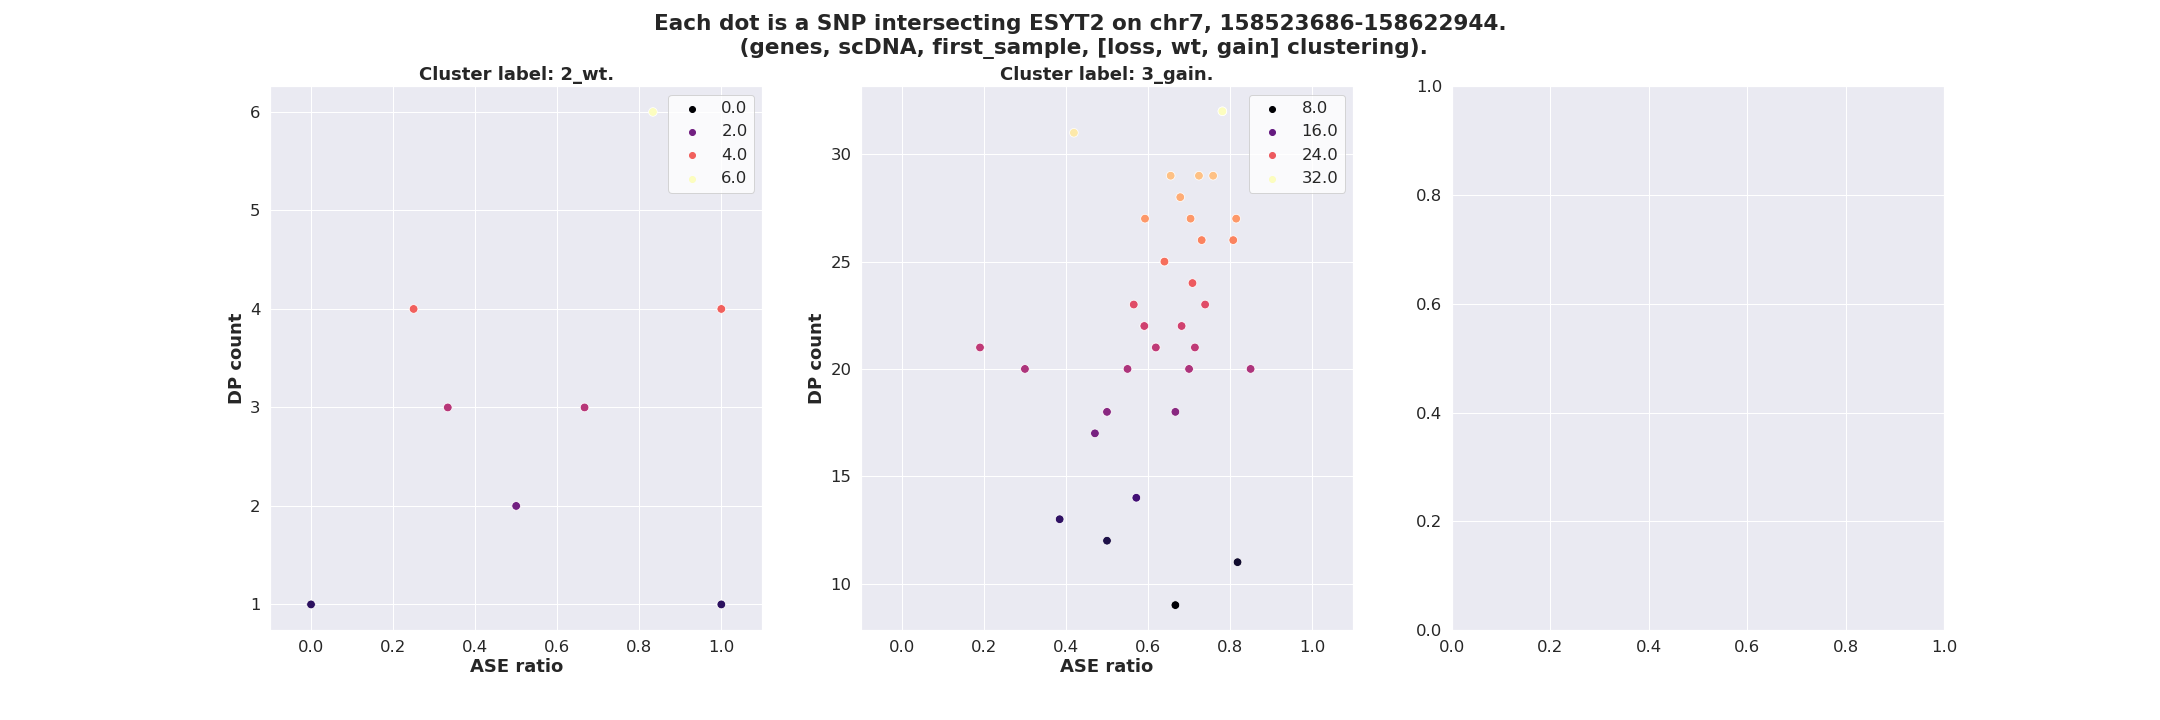 Each dot is a SNP intersecting ESYT2 on chr7, 158523686-158622944.
(genes, scDNA, first_sample, [loss, wt, gain] clustering).
Cluster label: 2_wt.
DP count
6
5
4
3
2
1
0.0
2.0
4.0
6.0
0.0 0.2 0.4 0.6 0.8 1.0
ASE ratio
Cluster label: 3_gain.
DP count
30
25
20
15
10
8.0
16.0
24.0
32.0
0.0 0.2 0.4 0.6 0.8 1.0
ASE ratio
1.0
0.8
0.6
0.4
0.2
0.0
0.0 0.2 0.4 0.6 0.8 1.0